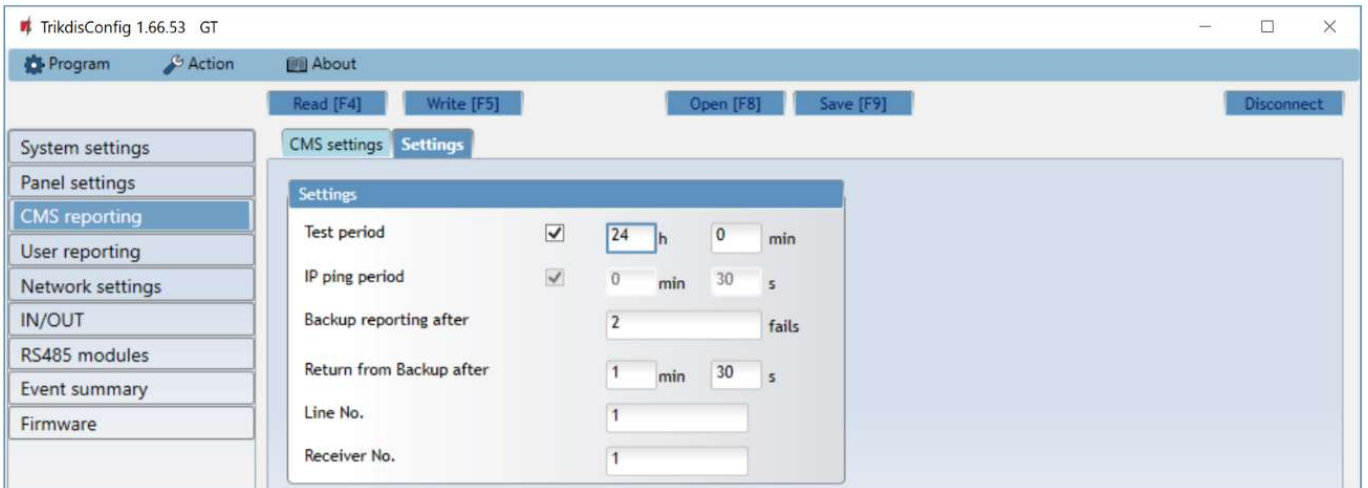 TrikdisConfig 1.66.53 GT
Program Action About
Read [F4] Write [F5] Open [F8] Save [F9] Disconnect
System settings
Panel settings
CMS reporting
User reporting
Network settings
IN/OUT
RS485 modules
Event summary
Firmware
CMS settings Settings
Settings
Test period 24 h 0 min
IP ping period 0 min 30 s
Backup reporting after 2 fails
Return from Backup after 1 min 30 s
Line No. 1
Receiver No. 1